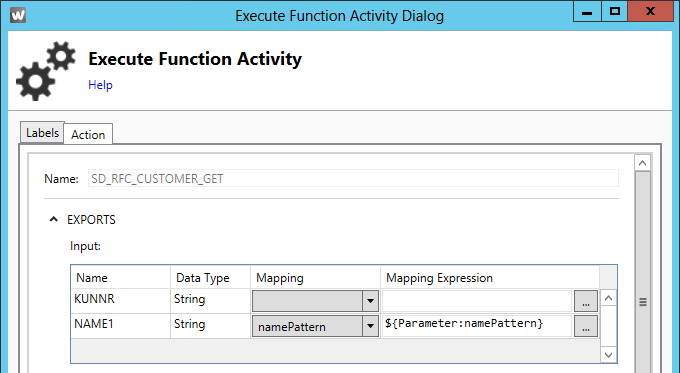 W Execute Function Activity Dialog
Execute Function Activity
Help
Labels Action
Name: SD_RFC_CUSTOMER_GET
EXPORTS
Input:
Name Data Type Mapping Mapping Expression
KUNNR String ...
NAME1 String namePattern ${Parameter:namePattern} ...